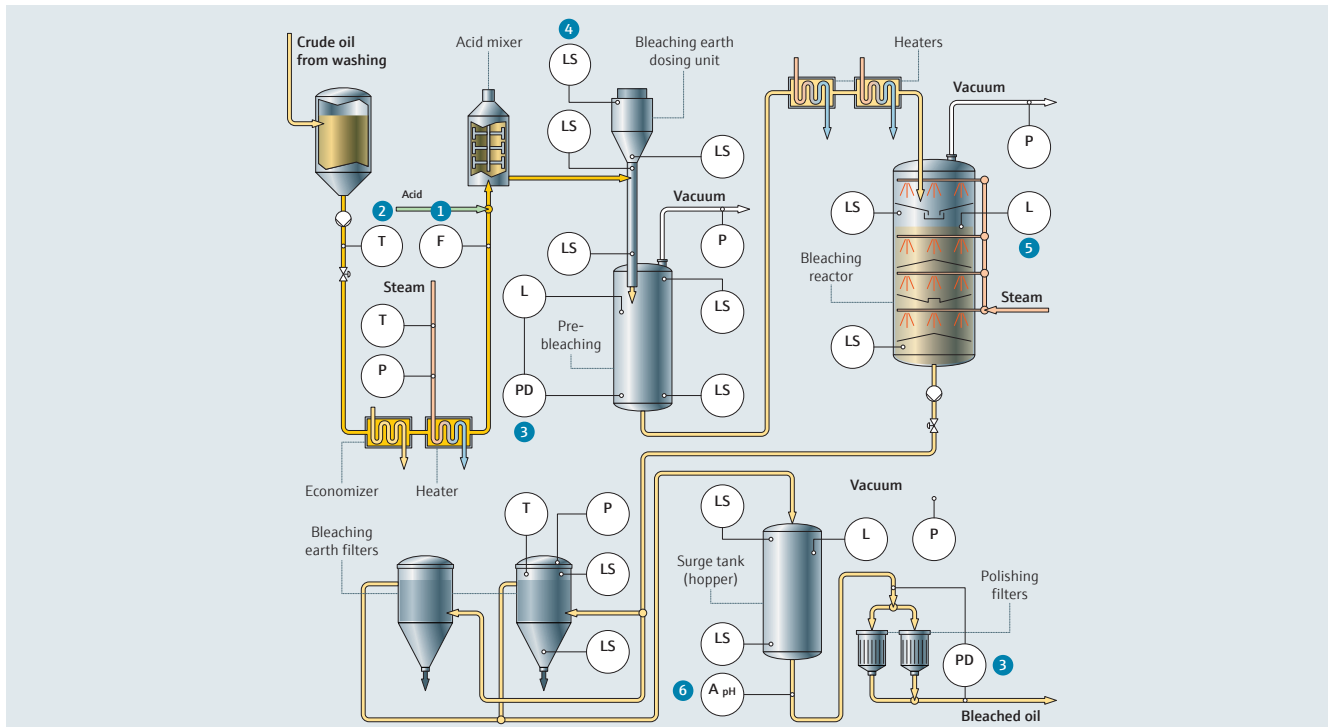 Crude oil
from washing
Acid mixer
4
LS
Bleaching earth
dosing unit
Heaters
Vacuum
P
LS
LS
Acid
2
1
T
F
Vacuum
P
LS
L
5
LS
Bleaching
reactor
Steam
Steam
T
L
LS
Pre-
bleaching
P
PD
3
LS
LS
Economizer
Heater
Vacuum
Bleaching
earth filters
T
P
LS
LS
L
P
Surge tank
(hopper)
Polishing
filters
LS
LS
PD
3
6
A pH
Bleached oil